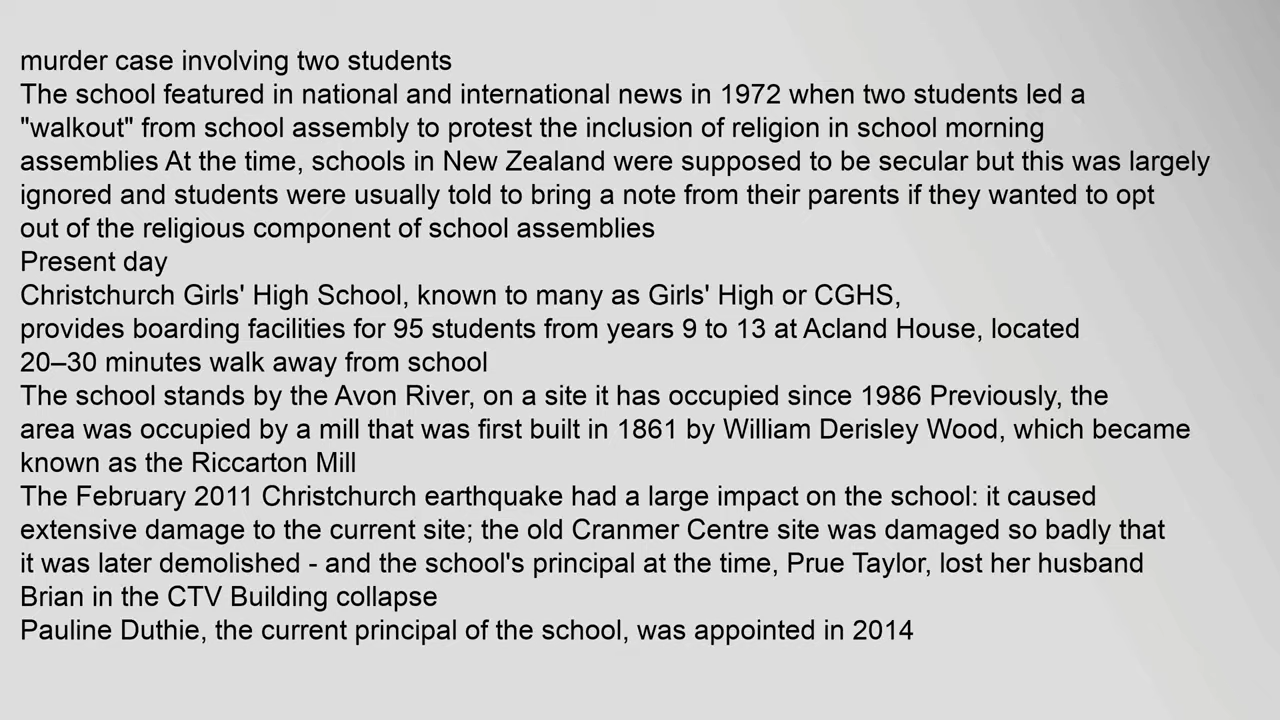 murder case involving two students
The school featured in national and international news in 1972 when two students led a
"walkout" from school assembly to protest the inclusion of religion in school morning
assemblies At the time, schools in New Zealand were supposed to be secular but this was largely
ignored and students were usually told to bring a note from their parents if they wanted to opt
out of the religious component of school assemblies
Present day
Christchurch Girls' High School, known to many as Girls' High or CGHS,
provides boarding facilities for 95 students from years 9 to 13 at Acland House, located
20–30 minutes walk away from school
The school stands by the Avon River, on a site it has occupied since 1986 Previously, the
area was occupied by a mill that was first built in 1861 by William Derisley Wood, which became
known as the Riccarton Mill
The February 2011 Christchurch earthquake had a large impact on the school: it caused
extensive damage to the current site; the old Cranmer Centre site was damaged so badly that
it was later demolished - and the school's principal at the time, Prue Taylor, lost her husband
Brian in the CTV Building collapse
Pauline Duthie, the current principal of the school, was appointed in 2014